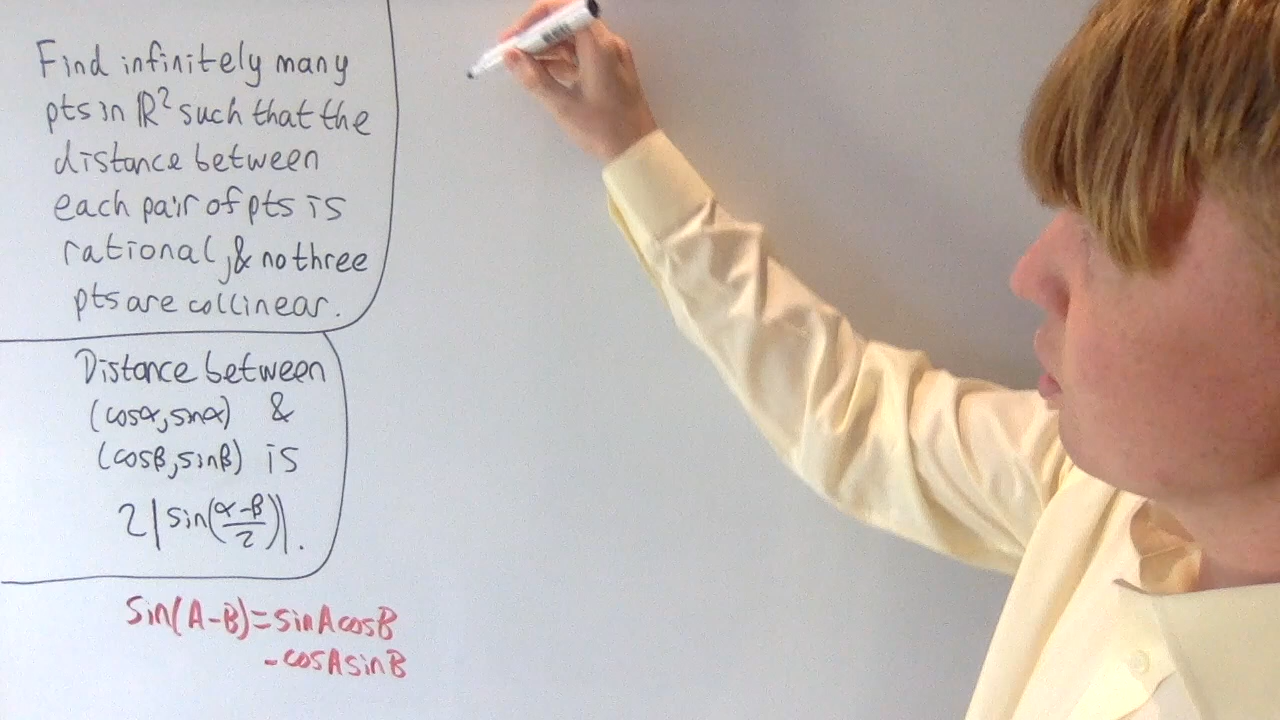 Find infinitely many
pts in ℝ² such that the
distance between
each pair of pts is
rational, & no three
pts are collinear.
Distance between
(cosα, sinα) &
(cosβ, sinβ) is
2|sin((α-β)/2)|.
sin(A-B)=sinAcosB
-cosAsinB